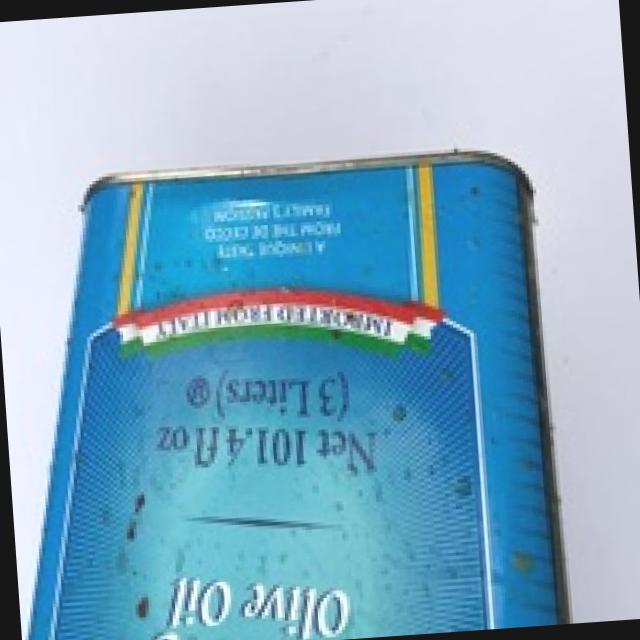 Olive Oil
Net 101.4 fl oz
(3 Liters) ®
IMPORTED FROM ITALY
A UNIQUE TASTE
FROM THE DE CECCO
FAMILY'S PASSION